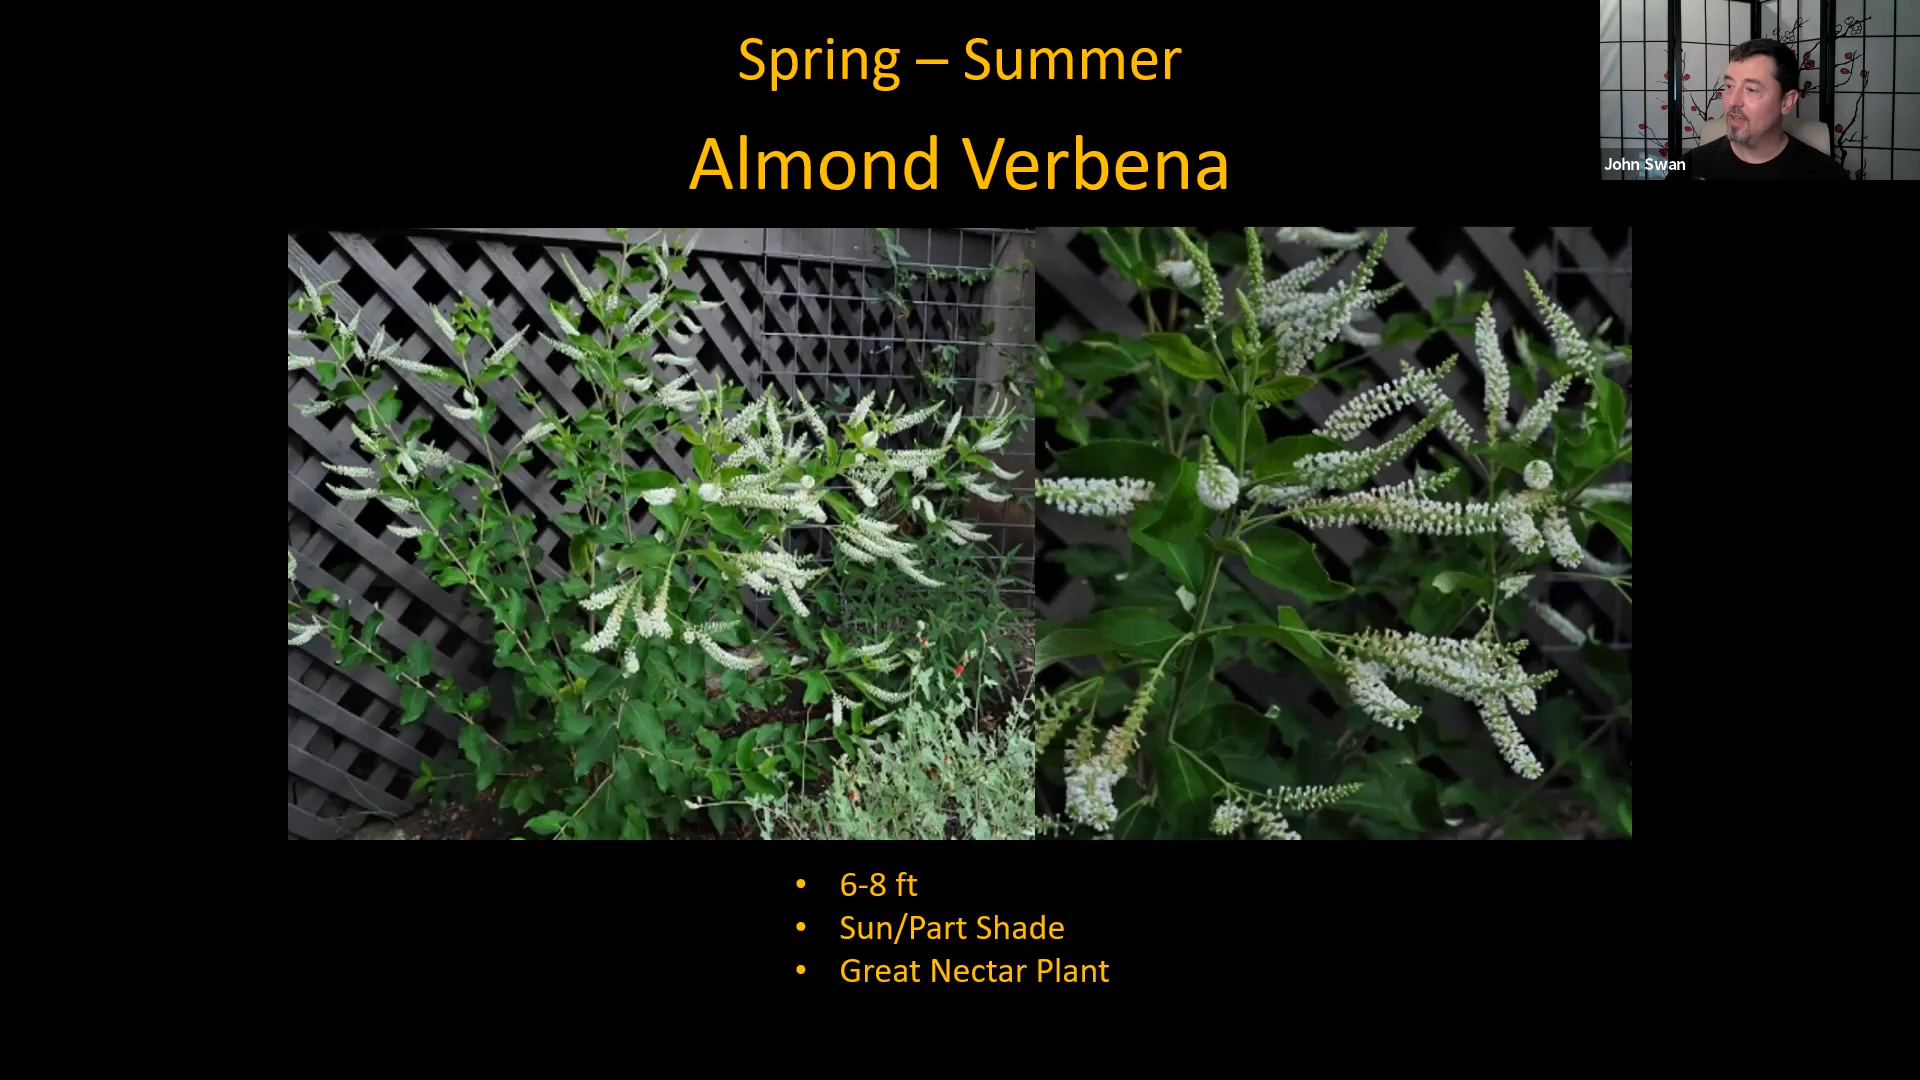 Spring – Summer
Almond Verbena
John Swan
• 6-8 ft
• Sun/Part Shade
• Great Nectar Plant